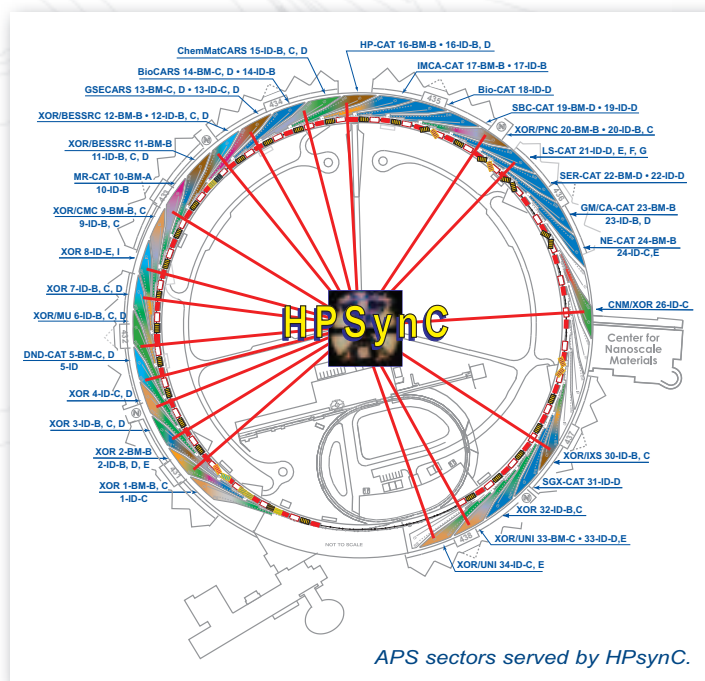 ChemMatCARS 15-ID-B, C, D
BioCARS 14-BM-C, D • 14-ID-B
GSECARS 13-BM-C, D • 13-ID-C, D
XOR/BESSRC 12-BM-B • 12-ID-B, C, D
XOR/BESSRC 11-BM-B
11-ID-B, C, D
MR-CAT 10-BM-A
10-ID-B
XOR/CMC 9-BM-B, C
9-ID-B, C
XOR 8-ID-E, I
XOR 7-ID-B, C, D
XOR/MU 6-ID-B, C, D
DND-CAT 5-BM-C, D
5-ID
XOR 4-ID-C, D
XOR 3-ID-B, C, D
XOR 2-BM-B
2-ID-B, D, E
XOR 1-BM-B, C
1-ID-C
HP-CAT 16-BM-B • 16-ID-B, D
IMCA-CAT 17-BM-B • 17-ID-B
Bio-CAT 18-ID-D
SBC-CAT 19-BM-D • 19-ID-D
XOR/PNC 20-BM-B • 20-ID-B, C
LS-CAT 21-ID-D, E, F, G
SER-CAT 22-BM-D • 22-ID-D
GM/CA-CAT 23-BM-B
23-ID-B, D
NE-CAT 24-BM-B
24-ID-C,E
CNM/XOR 26-ID-C
Center for
Nanoscale
Materials
XOR/IXS 30-ID-B, C
SGX-CAT 31-ID-D
XOR 32-ID-B,C
XOR/UNI 33-BM-C • 33-ID-D,E
XOR/UNI 34-ID-C, E
HPSynC
434
435
436
437
438
432
N
N
N
N
NOT TO SCALE
APS sectors served by HPsynC.